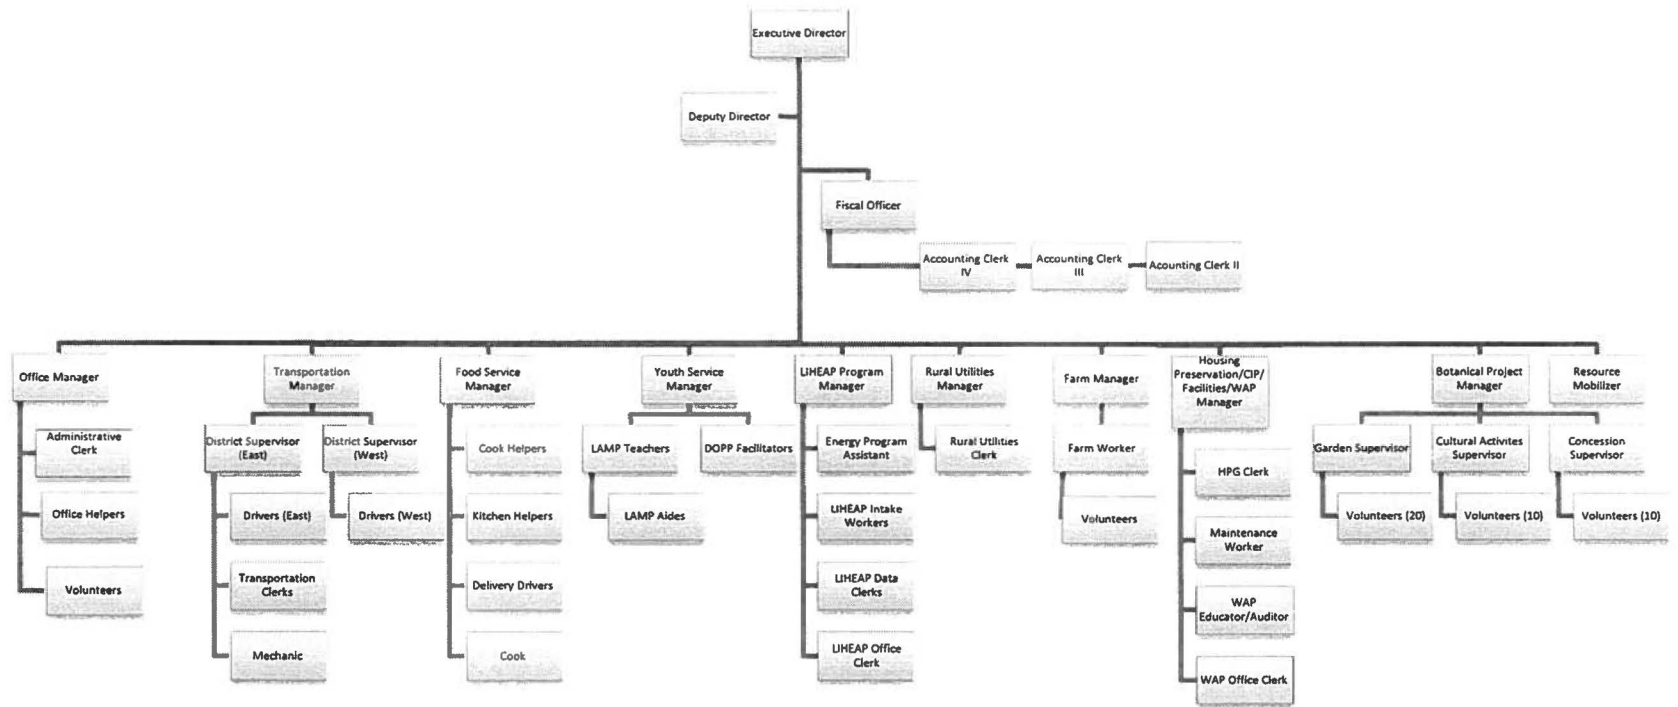 Executive Director
Deputy Director
Fiscal Officer
Accounting Clerk
IV
Accounting Clerk
III
Acounting Clerk II
Office Manager
Transportation
Manager
Food Service
Manager
Youth Service
Manager
LIHEAP Program
Manager
Rural Utilities
Manager
Farm Manager
Housing
Preservation/CIP/
Facilities/WAP
Manager
Botanical Project
Manager
Resource
Mobilizer
Administrative
Clerk
Office Helpers
Volunteers
District Supervisor
(East)
District Supervisor
(West)
Drivers (East)
Drivers (West)
Transportation
Clerks
Mechanic
Cook Helpers
Kitchen Helpers
Delivery Drivers
Cook
LAMP Teachers
DOPP Facilitators
LAMP Aides
Energy Program
Assistant
LIHEAP Intake
Workers
LIHEAP Data
Clerks
LIHEAP Office
Clerk
Rural Utilities
Clerk
Farm Worker
Volunteers
HPG Clerk
Maintenance
Worker
WAP
Educator/Auditor
WAP Office Clerk
Garden Supervisor
Cultural Activites
Supervisor
Concession
Supervisor
Volunteers (20)
Volunteers (10)
Volunteers (10)